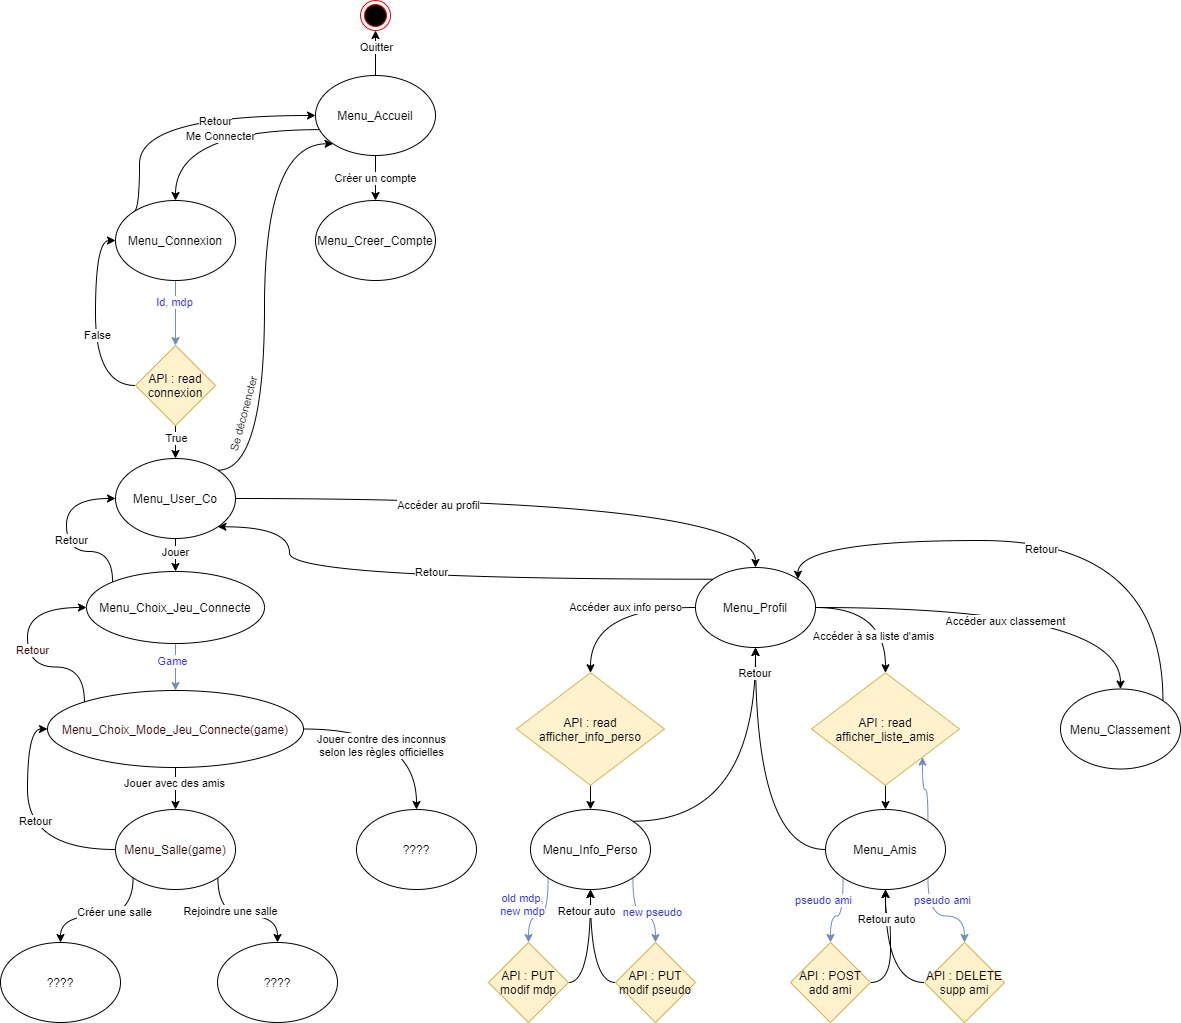 Quitter
Menu_Accueil
Retour
Me Connecter
Créer un compte
Menu_Connexion
Menu_Creer_Compte
Id, mdp
False
API : read
connexion
Se déconencter
True
Menu_User_Co
Accéder au profil
Retour
Jouer
Retour
Retour
Menu_Choix_Jeu_Connecte
Menu_Profil
Accéder aux info perso
Accéder aux classement
Accéder à sa liste d'amis
Retour
Game
Retour
API : read
afficher_info_perso
API : read
afficher_liste_amis
Menu_Classement
Menu_Choix_Mode_Jeu_Connecte(game)
Jouer contre des inconnus
selon les règles officielles
Jouer avec des amis
Retour
Menu_Salle(game)
????
Menu_Info_Perso
Menu_Amis
old mdp,
new mdp
Retour auto
new pseudo
pseudo ami
pseudo ami
Retour auto
Créer une salle
Rejoindre une salle
????
????
API : PUT
modif mdp
API : PUT
modif pseudo
API : POST
add ami
API : DELETE
supp ami